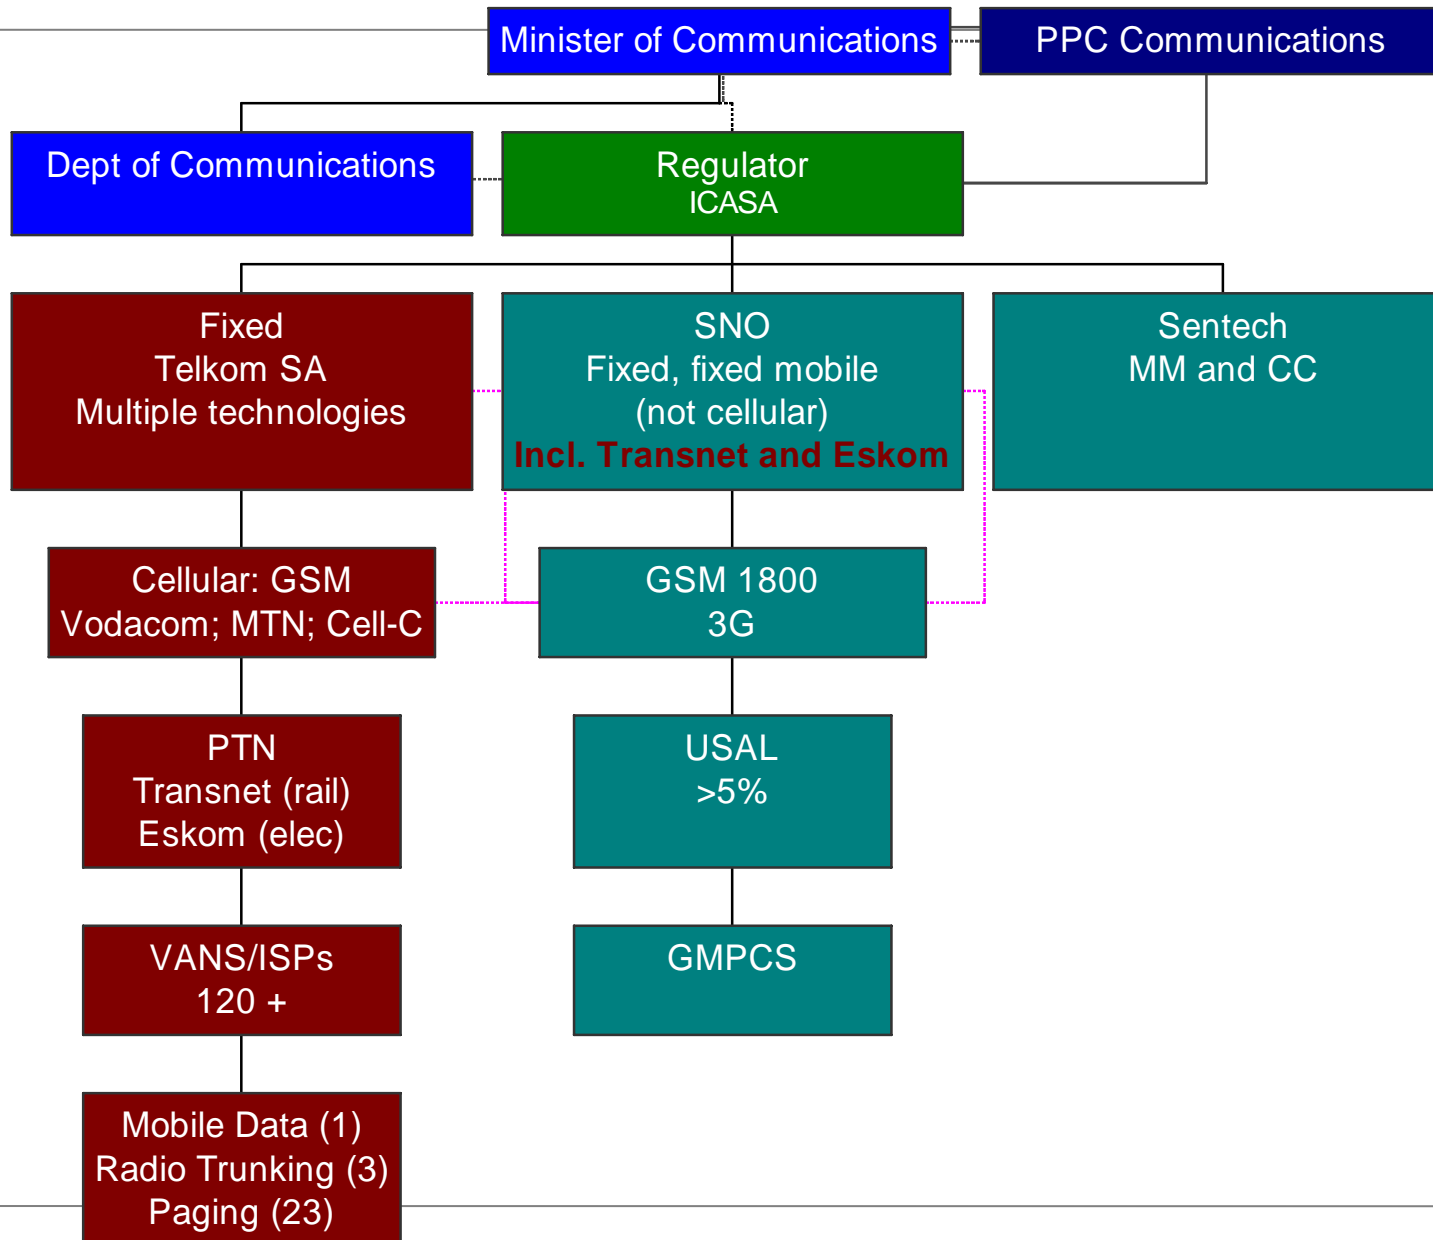 Minister of Communications
PPC Communications
Dept of Communications
Regulator
ICASA
Fixed
Telkom SA
Multiple technologies
SNO
Fixed, fixed mobile
(not cellular)
Incl. Transnet and Eskom
Sentech
MM and CC
Cellular: GSM
Vodacom; MTN; Cell-C
GSM 1800
3G
PTN
Transnet (rail)
Eskom (elec)
USAL
>5%
VANS/ISPs
120 +
GMPCS
Mobile Data (1)
Radio Trunking (3)
Paging (23)